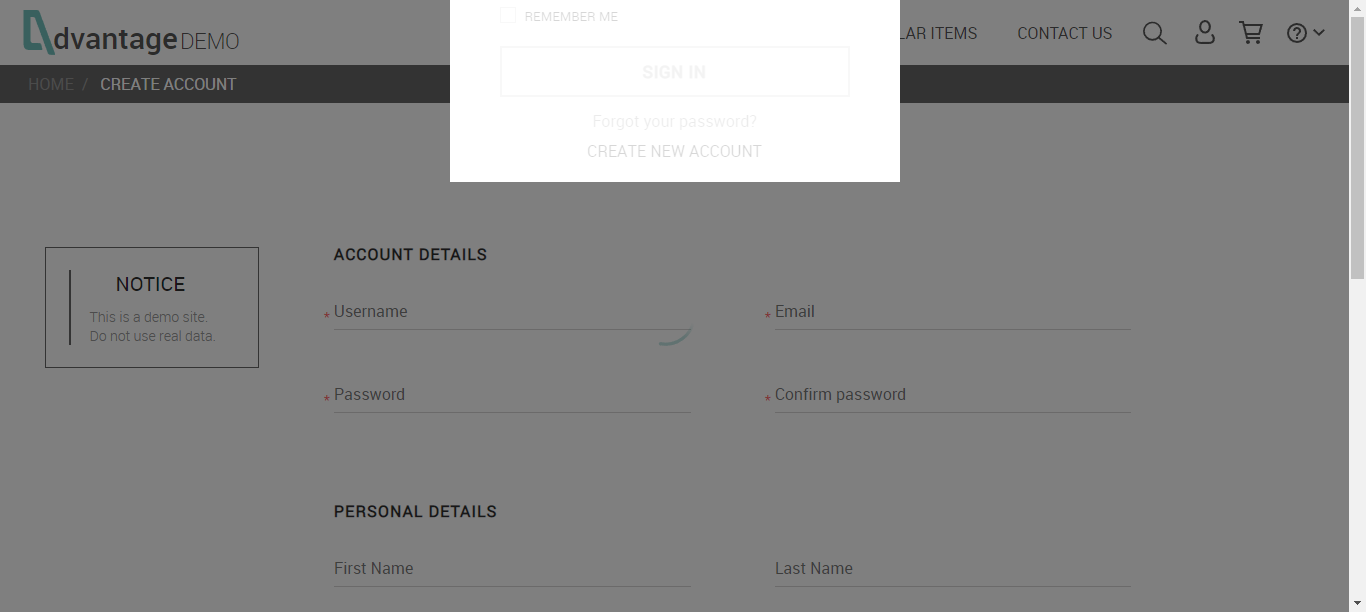 dvantage DEMO
REMEMBER ME
LAR ITEMS
CONTACT US
HOME / CREATE ACCOUNT
SIGN IN
Forgot your password?
CREATE NEW ACCOUNT
NOTICE
This is a demo site.
Do not use real data.
ACCOUNT DETAILS
* Username
* Email
* Password
* Confirm password
PERSONAL DETAILS
First Name
Last Name